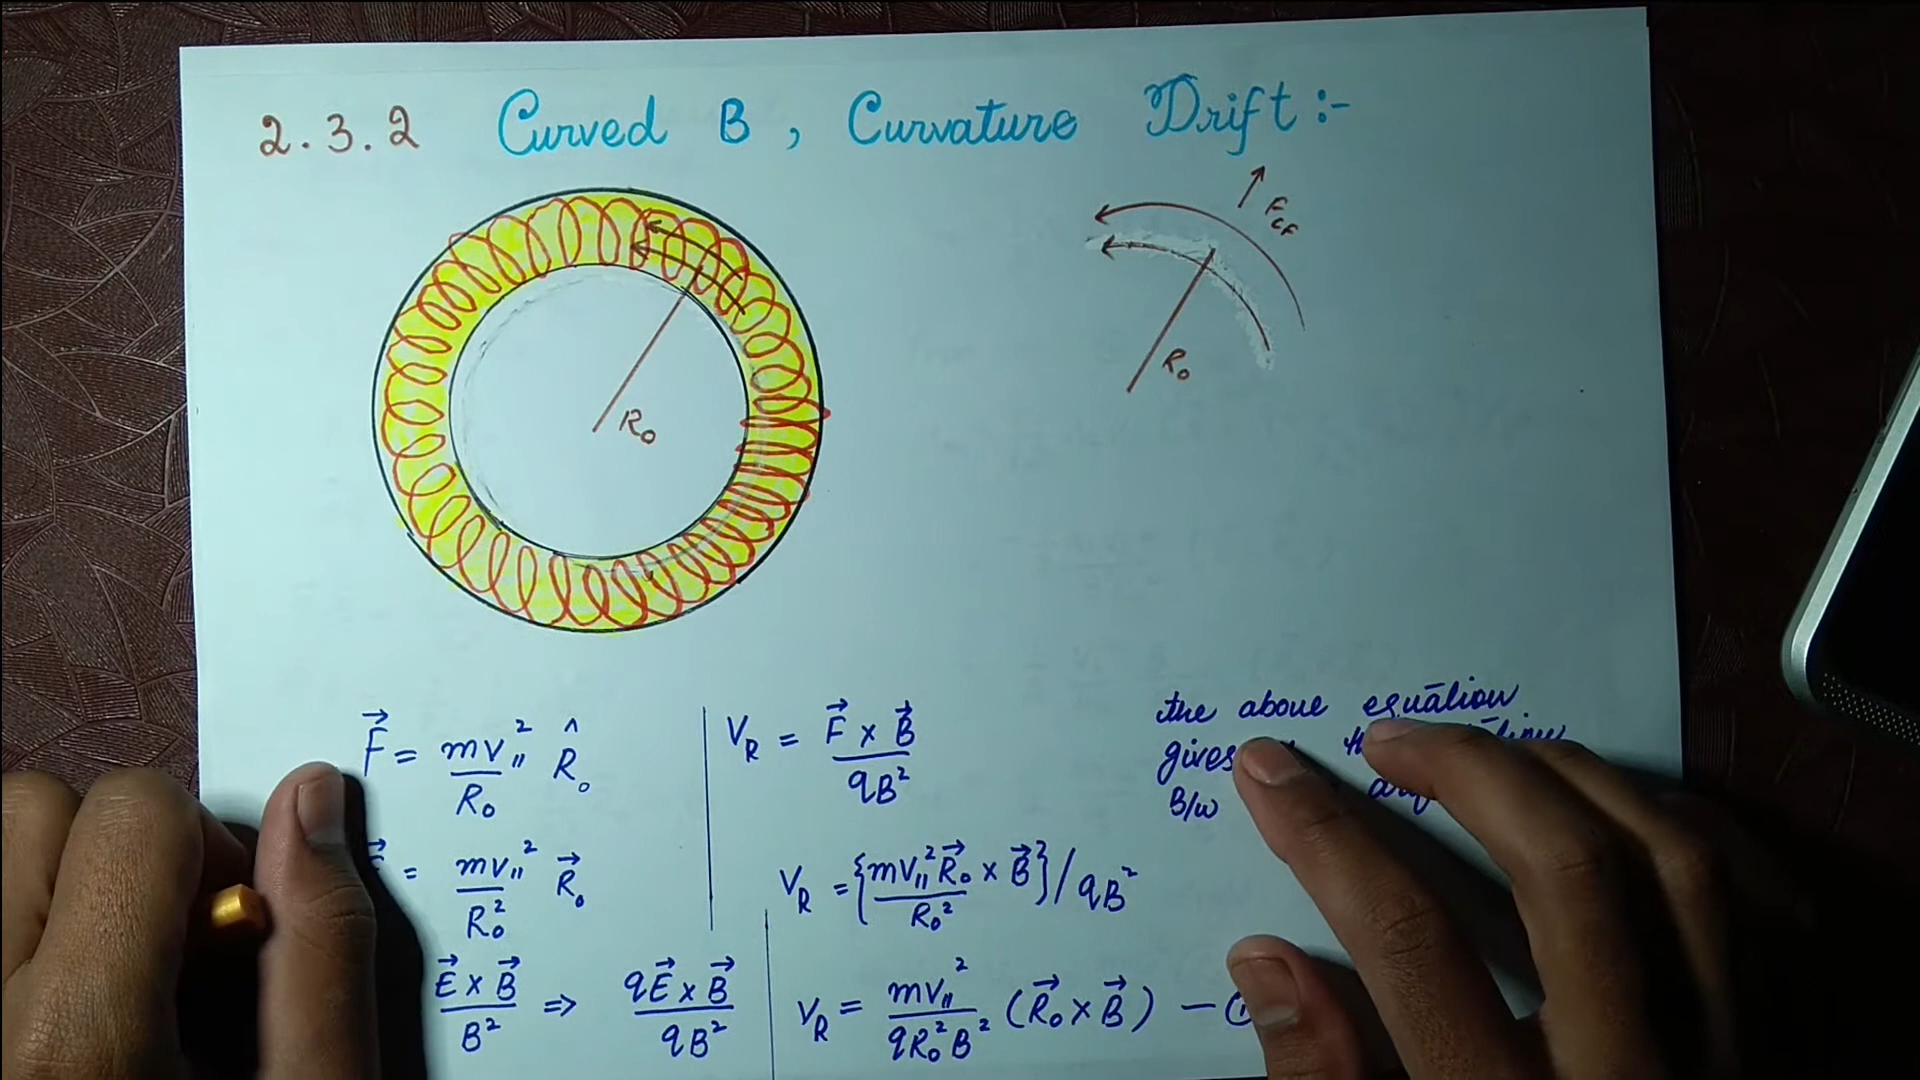 2.3.2 Curved B, Curvature Drift:-
R₀
F_CF
R₀
F⃗ = mv∥² / R₀ R̂₀
= mv∥² / R₀² R⃗₀
E⃗ × B⃗ / B² ⇒ qE⃗ × B⃗ / qB²
V_R = F⃗ × B⃗ / qB²
V_R = {mv∥² R⃗₀ / R₀² × B⃗} / qB²
V_R = mv∥² / qR₀²B² (R⃗₀ × B⃗) — ①
the above equation
gives
B/w